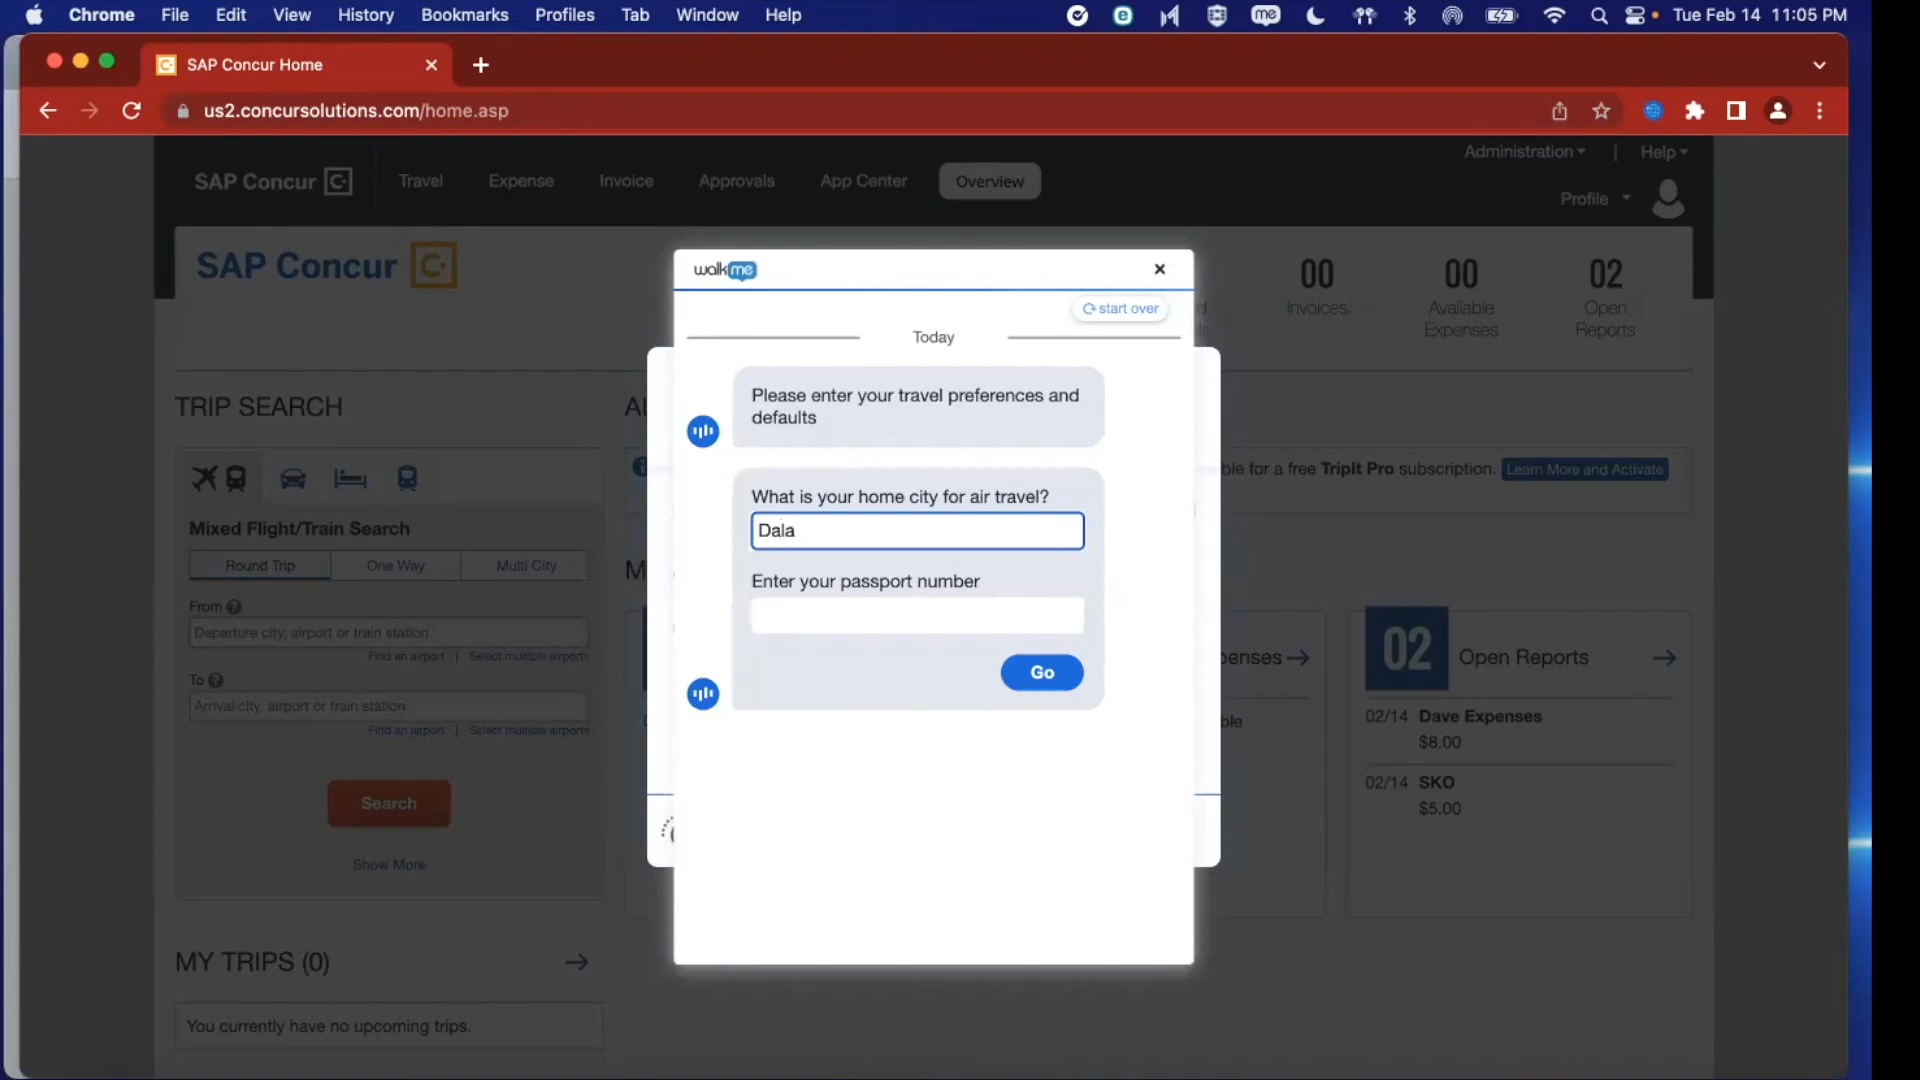 Chrome File Edit View History Bookmarks Profiles Tab Window Help me Tue Feb 14 11:05 PM
SAP Concur Home
us2.concursolutions.com/home.asp
Administration | Help
SAP Concur C Travel Expense Invoice Approvals App Center Overview
Profile
SAP Concur C
walkme
00 00 02
start over
Invoices Available Open
Expenses Reports
Today
Please enter your travel preferences and
defaults
TRIP SEARCH
ble for a free TripIt Pro subscription. Learn More and Activate
What is your home city for air travel?
Dala
Mixed Flight/Train Search
Round Trip One Way Multi City
Enter your passport number
From
Departure city, airport or train station
Find an airport | Select multiple airports
Go
penses
02 Open Reports
To
Arrival city, airport or train station
Find an airport | Select multiple airports
ble
02/14 Dave Expenses
$8.00
02/14 SKO
$5.00
Search
Show More
MY TRIPS (0)
You currently have no upcoming trips.